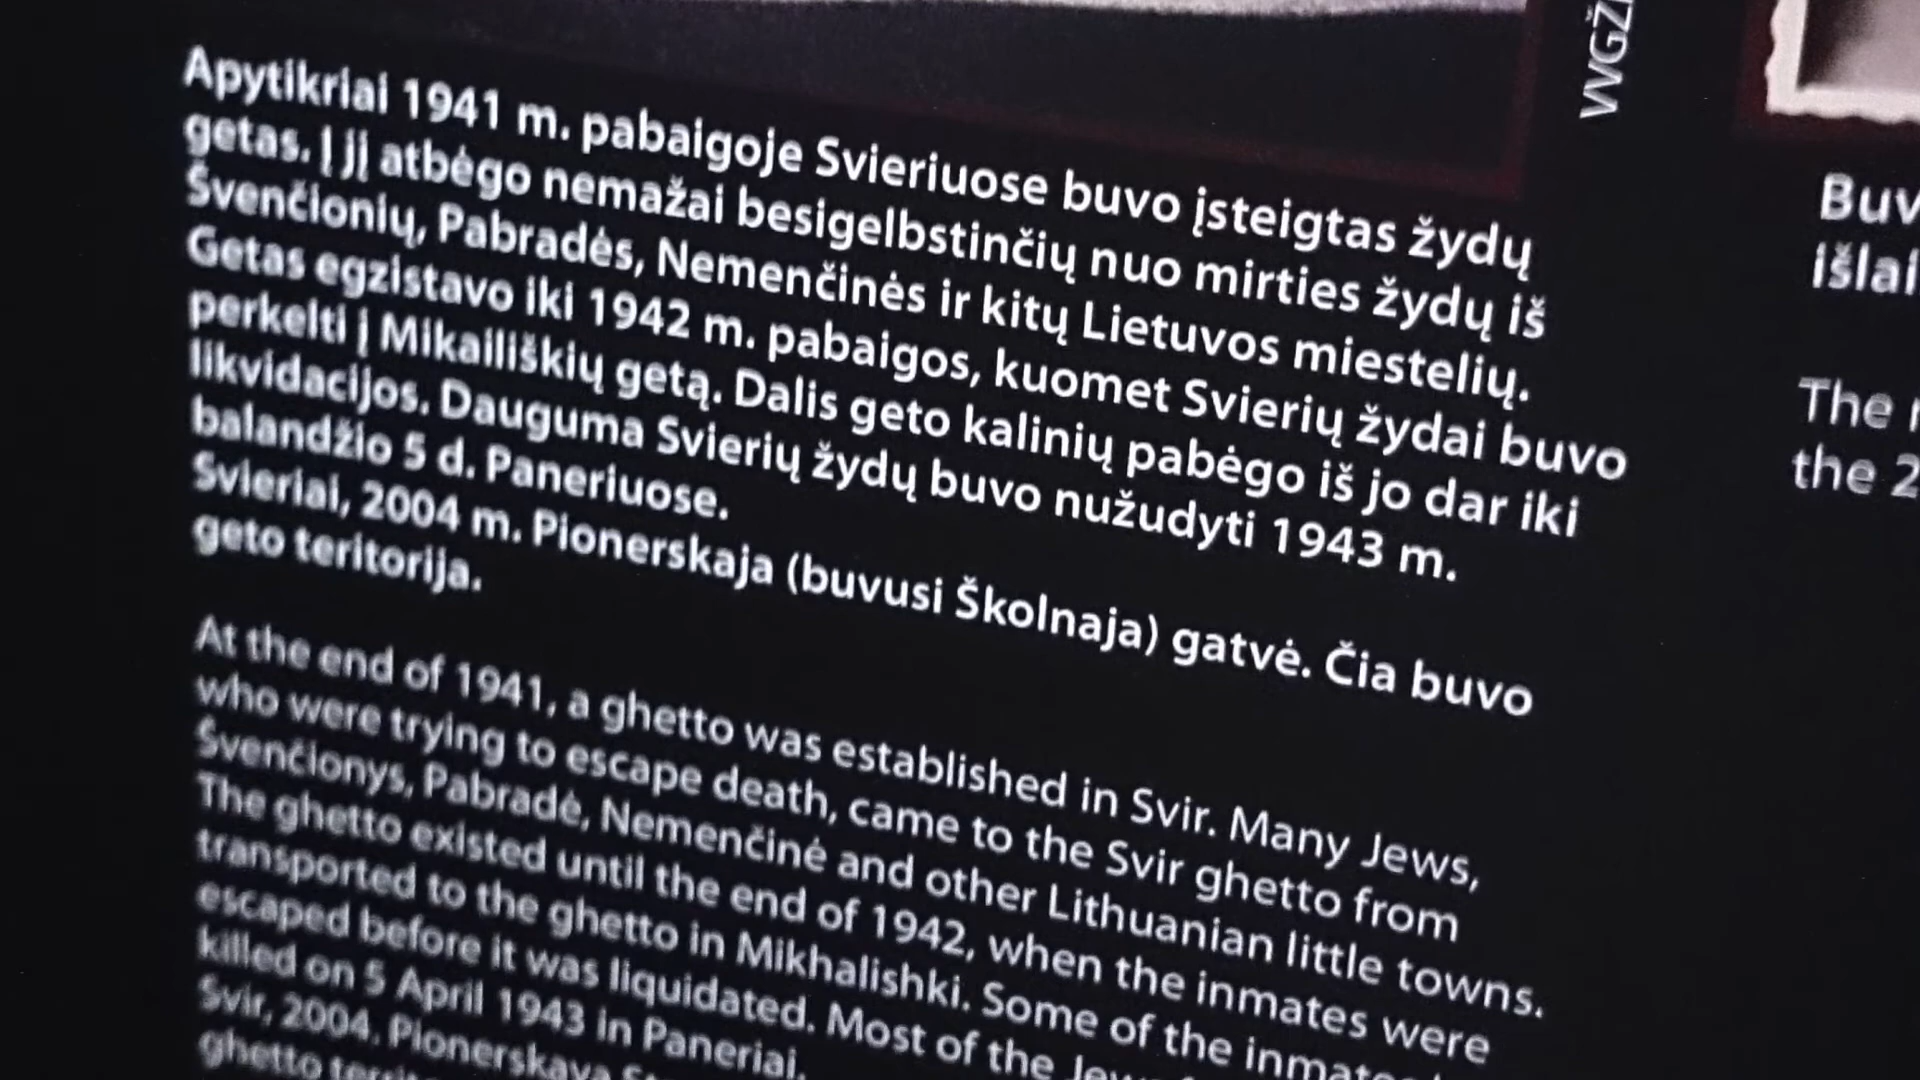 Apytikriai 1941 m. pabaigoje Svieriuose buvo įsteigtas žydų
getas. Į jį atbėgo nemažai besigelbstinčių nuo mirties žydų iš
Švenčionių, Pabradės, Nemenčinės ir kitų Lietuvos miestelių.
Getas egzistavo iki 1942 m. pabaigos, kuomet Svierių žydai buvo
perkelti į Mikailiškių getą. Dalis geto kalinių pabėgo iš jo dar iki
likvidacijos. Dauguma Svierių žydų buvo nužudyti 1943 m.
balandžio 5 d. Paneriuose.
Svieriai, 2004 m. Pionerskaja (buvusi Školnaja) gatvė. Čia buvo
geto teritorija.
At the end of 1941, a ghetto was established in Svir. Many Jews,
who were trying to escape death, came to the Svir ghetto from
Švenčionys, Pabradė, Nemenčinė and other Lithuanian little towns.
The ghetto existed until the end of 1942, when the inmates were
transported to the ghetto in Mikhalishki. Some of the
escaped before it was liquidated. Most of the
killed on 5 April 1943 in Paneriai.
Svir, 2004. Pionerskaya
ghetto
VVGŽ
Buv
išlai
The
the 2